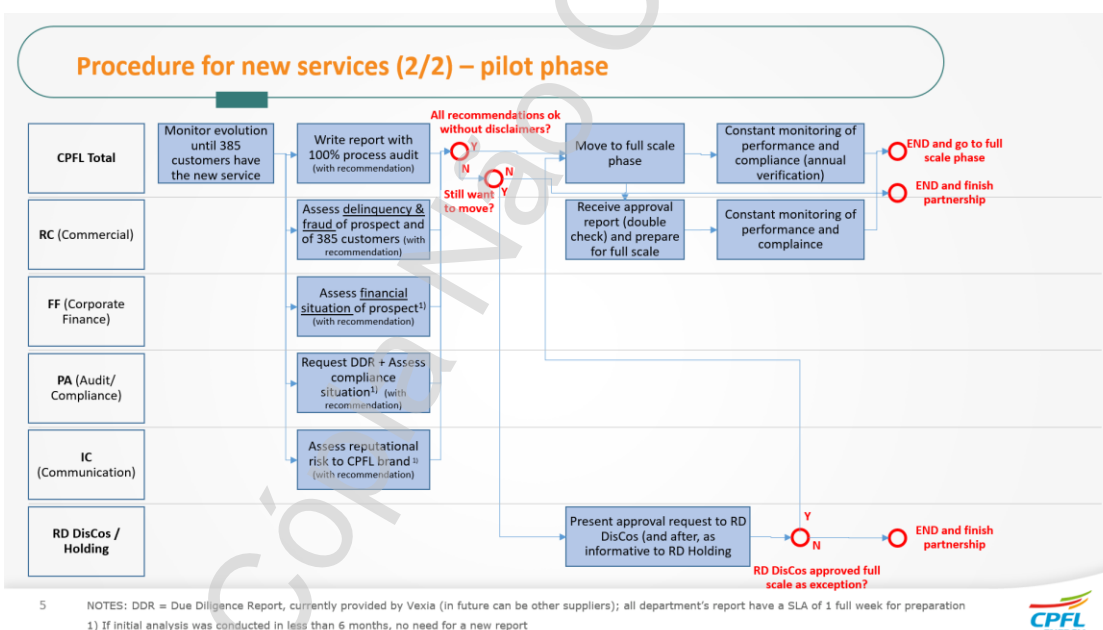 Procedure for new services (2/2) – pilot phase
CPFL Total
Monitor evolution
until 385
customers have
the new service
Write report with
100% process audit
(with recommendation)
All recommendations ok
without disclaimers?
Y
N
N
Y
Still want
to move?
Move to full scale
phase
Constant monitoring of
performance and
compliance (annual
verification)
END and go to full
scale phase
END and finish
partnership
RC (Commercial)
Assess delinquency &
fraud of prospect and
of 385 customers (with
recommendation)
Receive approval
report (double
check) and prepare
for full scale
Constant monitoring of
performance and
complaince
FF (Corporate
Finance)
Assess financial
situation of prospect1)
(with recommendation)
PA (Audit/
Compliance)
Request DDR + Assess
compliance
situation1) (with
recommendation)
IC
(Communication)
Assess reputational
risk to CPFL brand 1)
(with recommendation)
RD DisCos /
Holding
Present approval request to RD
DisCos (and after, as
informative to RD Holding
Y
N
RD DisCos approved full
scale as exception?
END and finish
partnership
5
NOTES: DDR = Due Diligence Report, currently provided by Vexia (in future can be other suppliers); all department's report have a SLA of 1 full week for preparation
1) If initial analysis was conducted in less than 6 months, no need for a new report
CPFL
Cópia Não C